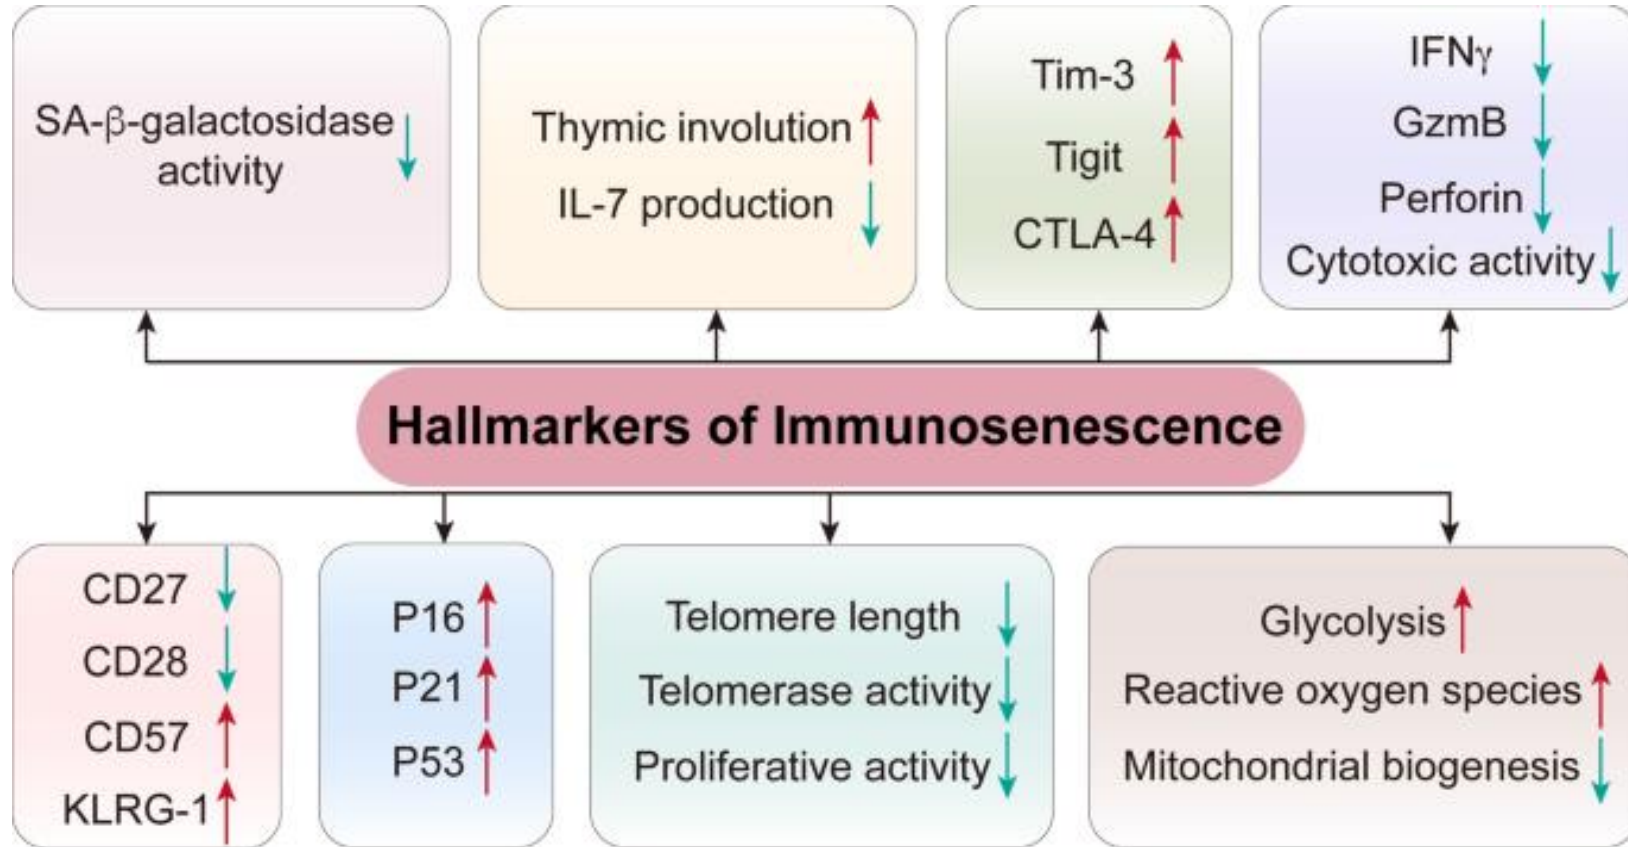 SA-β-galactosidase
activity
Thymic involution
IL-7 production
Tim-3
Tigit
CTLA-4
IFNγ
GzmB
Perforin
Cytotoxic activity
Hallmarkers of Immunosenescence
CD27
CD28
CD57
KLRG-1
P16
P21
P53
Telomere length
Telomerase activity
Proliferative activity
Glycolysis
Reactive oxygen species
Mitochondrial biogenesis